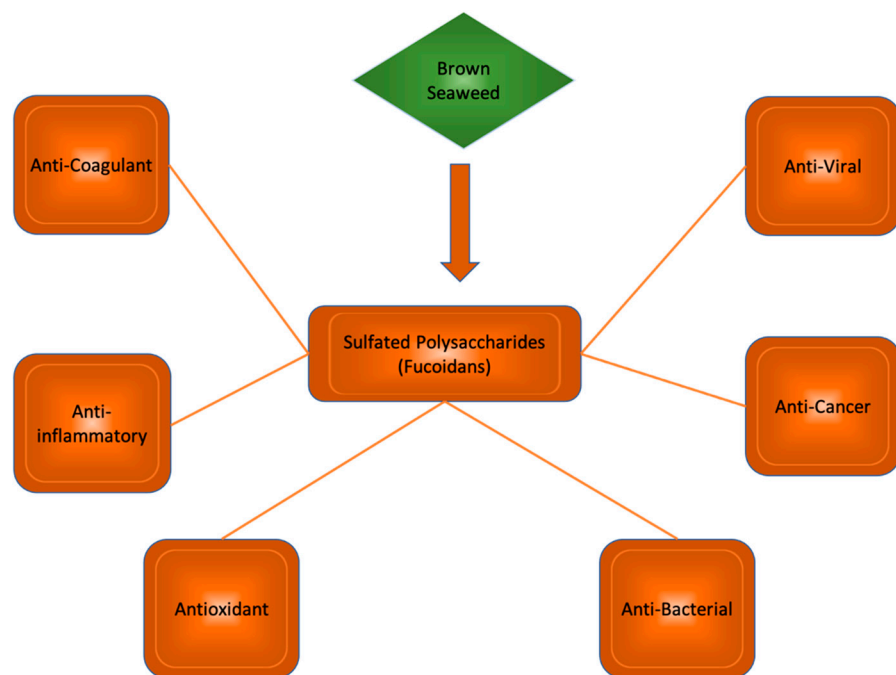 Brown
Seaweed
Anti-Coagulant
Anti-Viral
Sulfated Polysaccharides
(Fucoidans)
Anti-
inflammatory
Anti-Cancer
Antioxidant
Anti-Bacterial